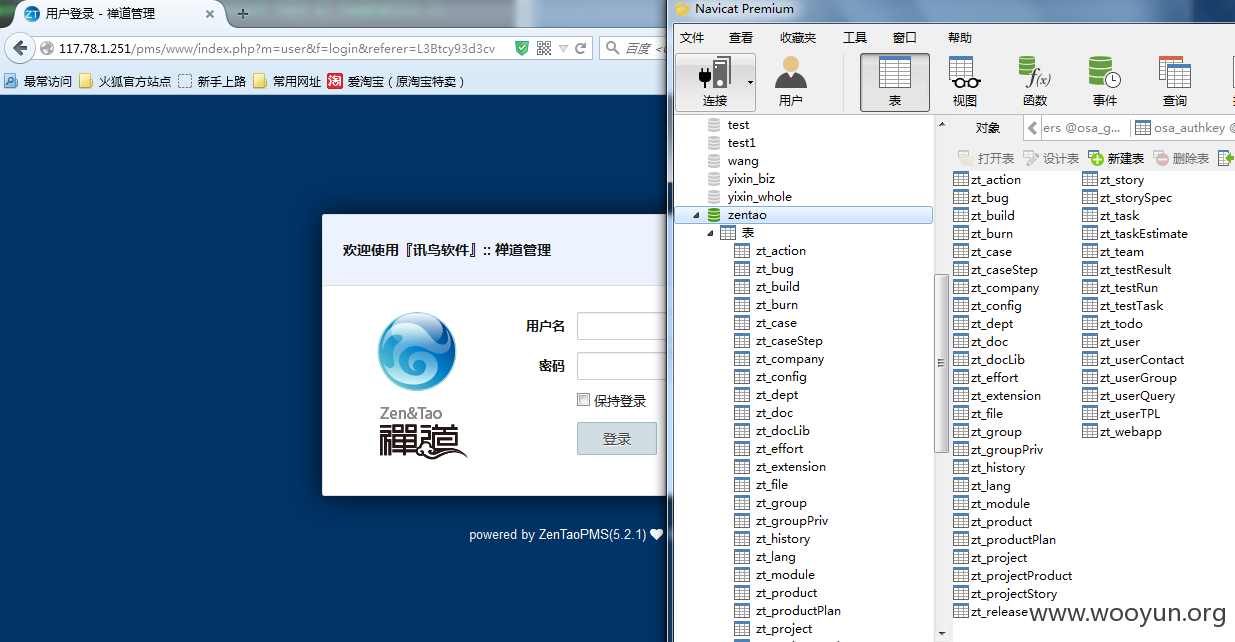 用户登录 - 禅道管理
117.78.1.251/pms/www/index.php?m=user&f=login&referer=L3Btcy93d3cv
百度
最常访问 火狐官方站点 新手上路 常用网址 淘 爱淘宝（原淘宝特卖）
欢迎使用『讯鸟软件』:: 禅道管理
用户名
密码
保持登录
登录
Zen&Tao
禪道
powered by ZenTaoPMS(5.2.1)
Navicat Premium
文件 查看 收藏夹 工具 窗口 帮助
连接 用户 表 视图 函数 事件 查询
test
test1
wang
yixin_biz
yixin_whole
zentao
表
zt_action
zt_bug
zt_build
zt_burn
zt_case
zt_caseStep
zt_company
zt_config
zt_dept
zt_doc
zt_docLib
zt_effort
zt_extension
zt_file
zt_group
zt_groupPriv
zt_history
zt_lang
zt_module
zt_product
zt_productPlan
zt_project
对象 ers @osa_g... osa_authkey @
打开表 设计表 新建表 删除表
zt_action
zt_bug
zt_build
zt_burn
zt_case
zt_caseStep
zt_company
zt_config
zt_dept
zt_doc
zt_docLib
zt_effort
zt_extension
zt_file
zt_group
zt_groupPriv
zt_history
zt_lang
zt_module
zt_product
zt_productPlan
zt_project
zt_projectProduct
zt_projectStory
zt_release
zt_story
zt_storySpec
zt_task
zt_taskEstimate
zt_team
zt_testResult
zt_testRun
zt_testTask
zt_todo
zt_user
zt_userContact
zt_userGroup
zt_userQuery
zt_userTPL
zt_webapp
www.wooyun.org